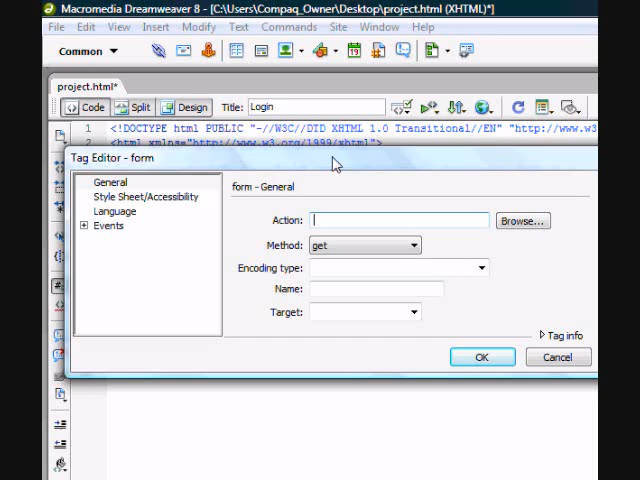 Macromedia Dreamweaver 8 - [C:\Users\Compaq_Owner\Desktop\project.html (XHTML)*]
File Edit View Insert Modify Text Commands Site Window Help
Common
project.html*
Code Split Design Title: Login
1 <!DOCTYPE html PUBLIC "-//W3C//DTD XHTML 1.0 Transitional//EN" "http://www.w3
2 <html xmlns="http://www.w3.org/1999/xhtml">
Tag Editor - form
General
Style Sheet/Accessibility
Language
Events
form - General
Action: Browse...
Method: get
Encoding type:
Name:
Target:
Tag info
OK Cancel